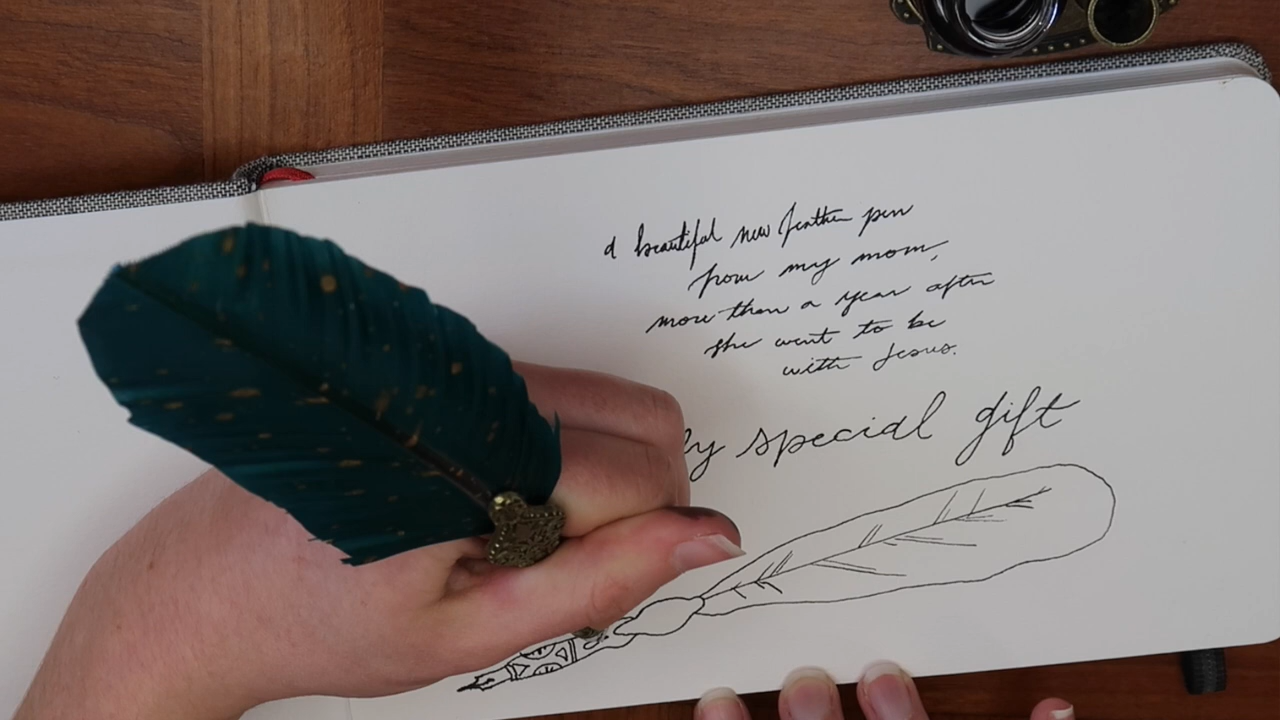 a beautiful new feather pen
from my mom,
more than a year after
she went to be
with Jesus.
special gift